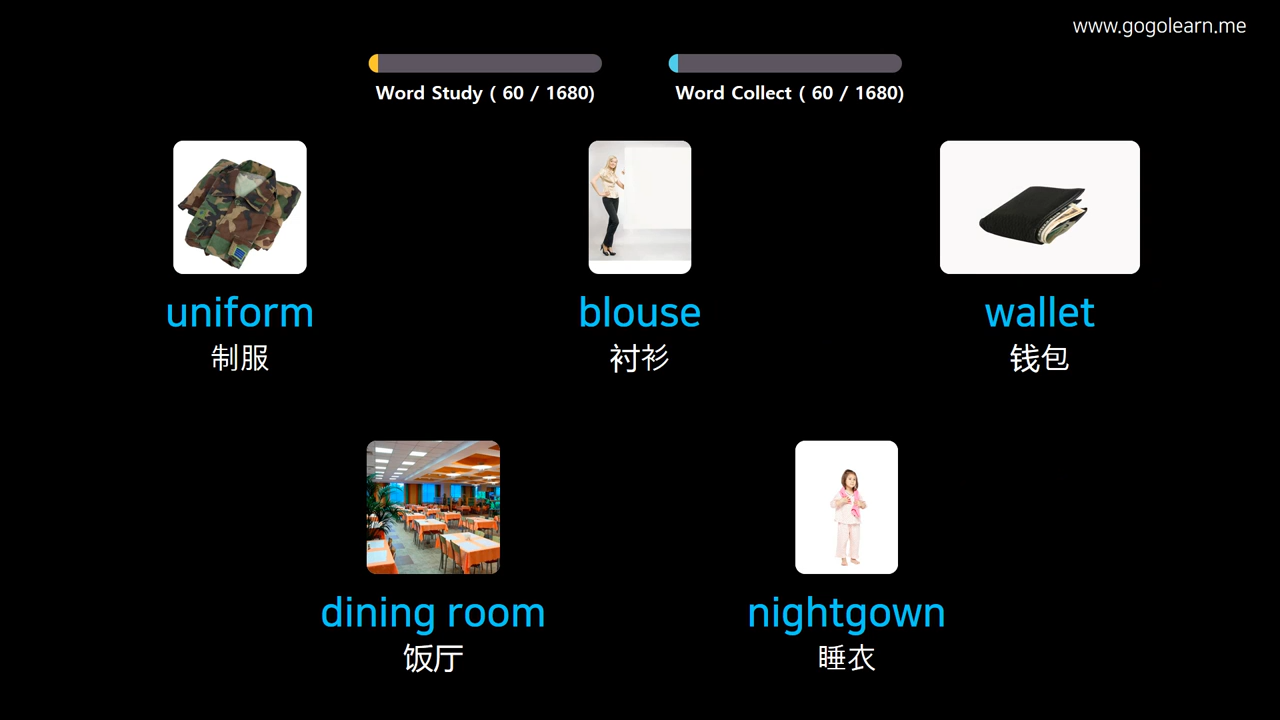 www.gogolearn.me
Word Study ( 60 / 1680)
Word Collect ( 60 / 1680)
uniform
制服
blouse
衬衫
wallet
钱包
dining room
饭厅
nightgown
睡衣